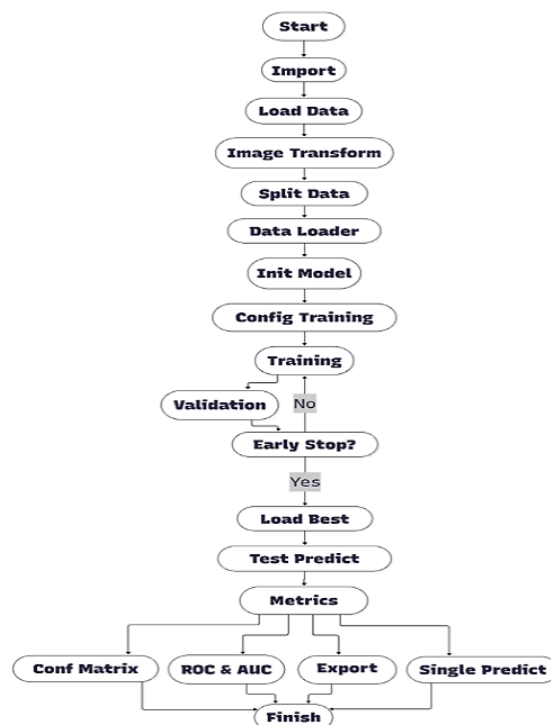 Start
Import
Load Data
Image Transform
Split Data
Data Loader
Init Model
Config Training
Training
Validation
No
Early Stop?
Yes
Load Best
Test Predict
Metrics
Conf Matrix
ROC & AUC
Export
Single Predict
Finish